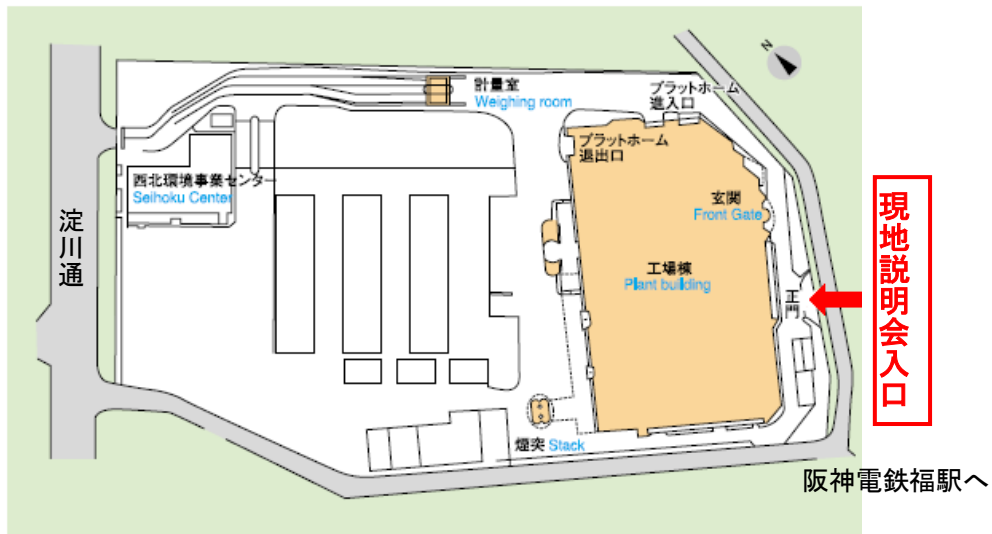 N
計量室
Weighing room
プラットホーム
進入口
プラットホーム
退出口
西北環境事業センター
Seihoku Center
玄関
Front Gate
淀川通
工場棟
Plant building
正門
現地説明会入口
煙突 Stack
阪神電鉄福駅へ